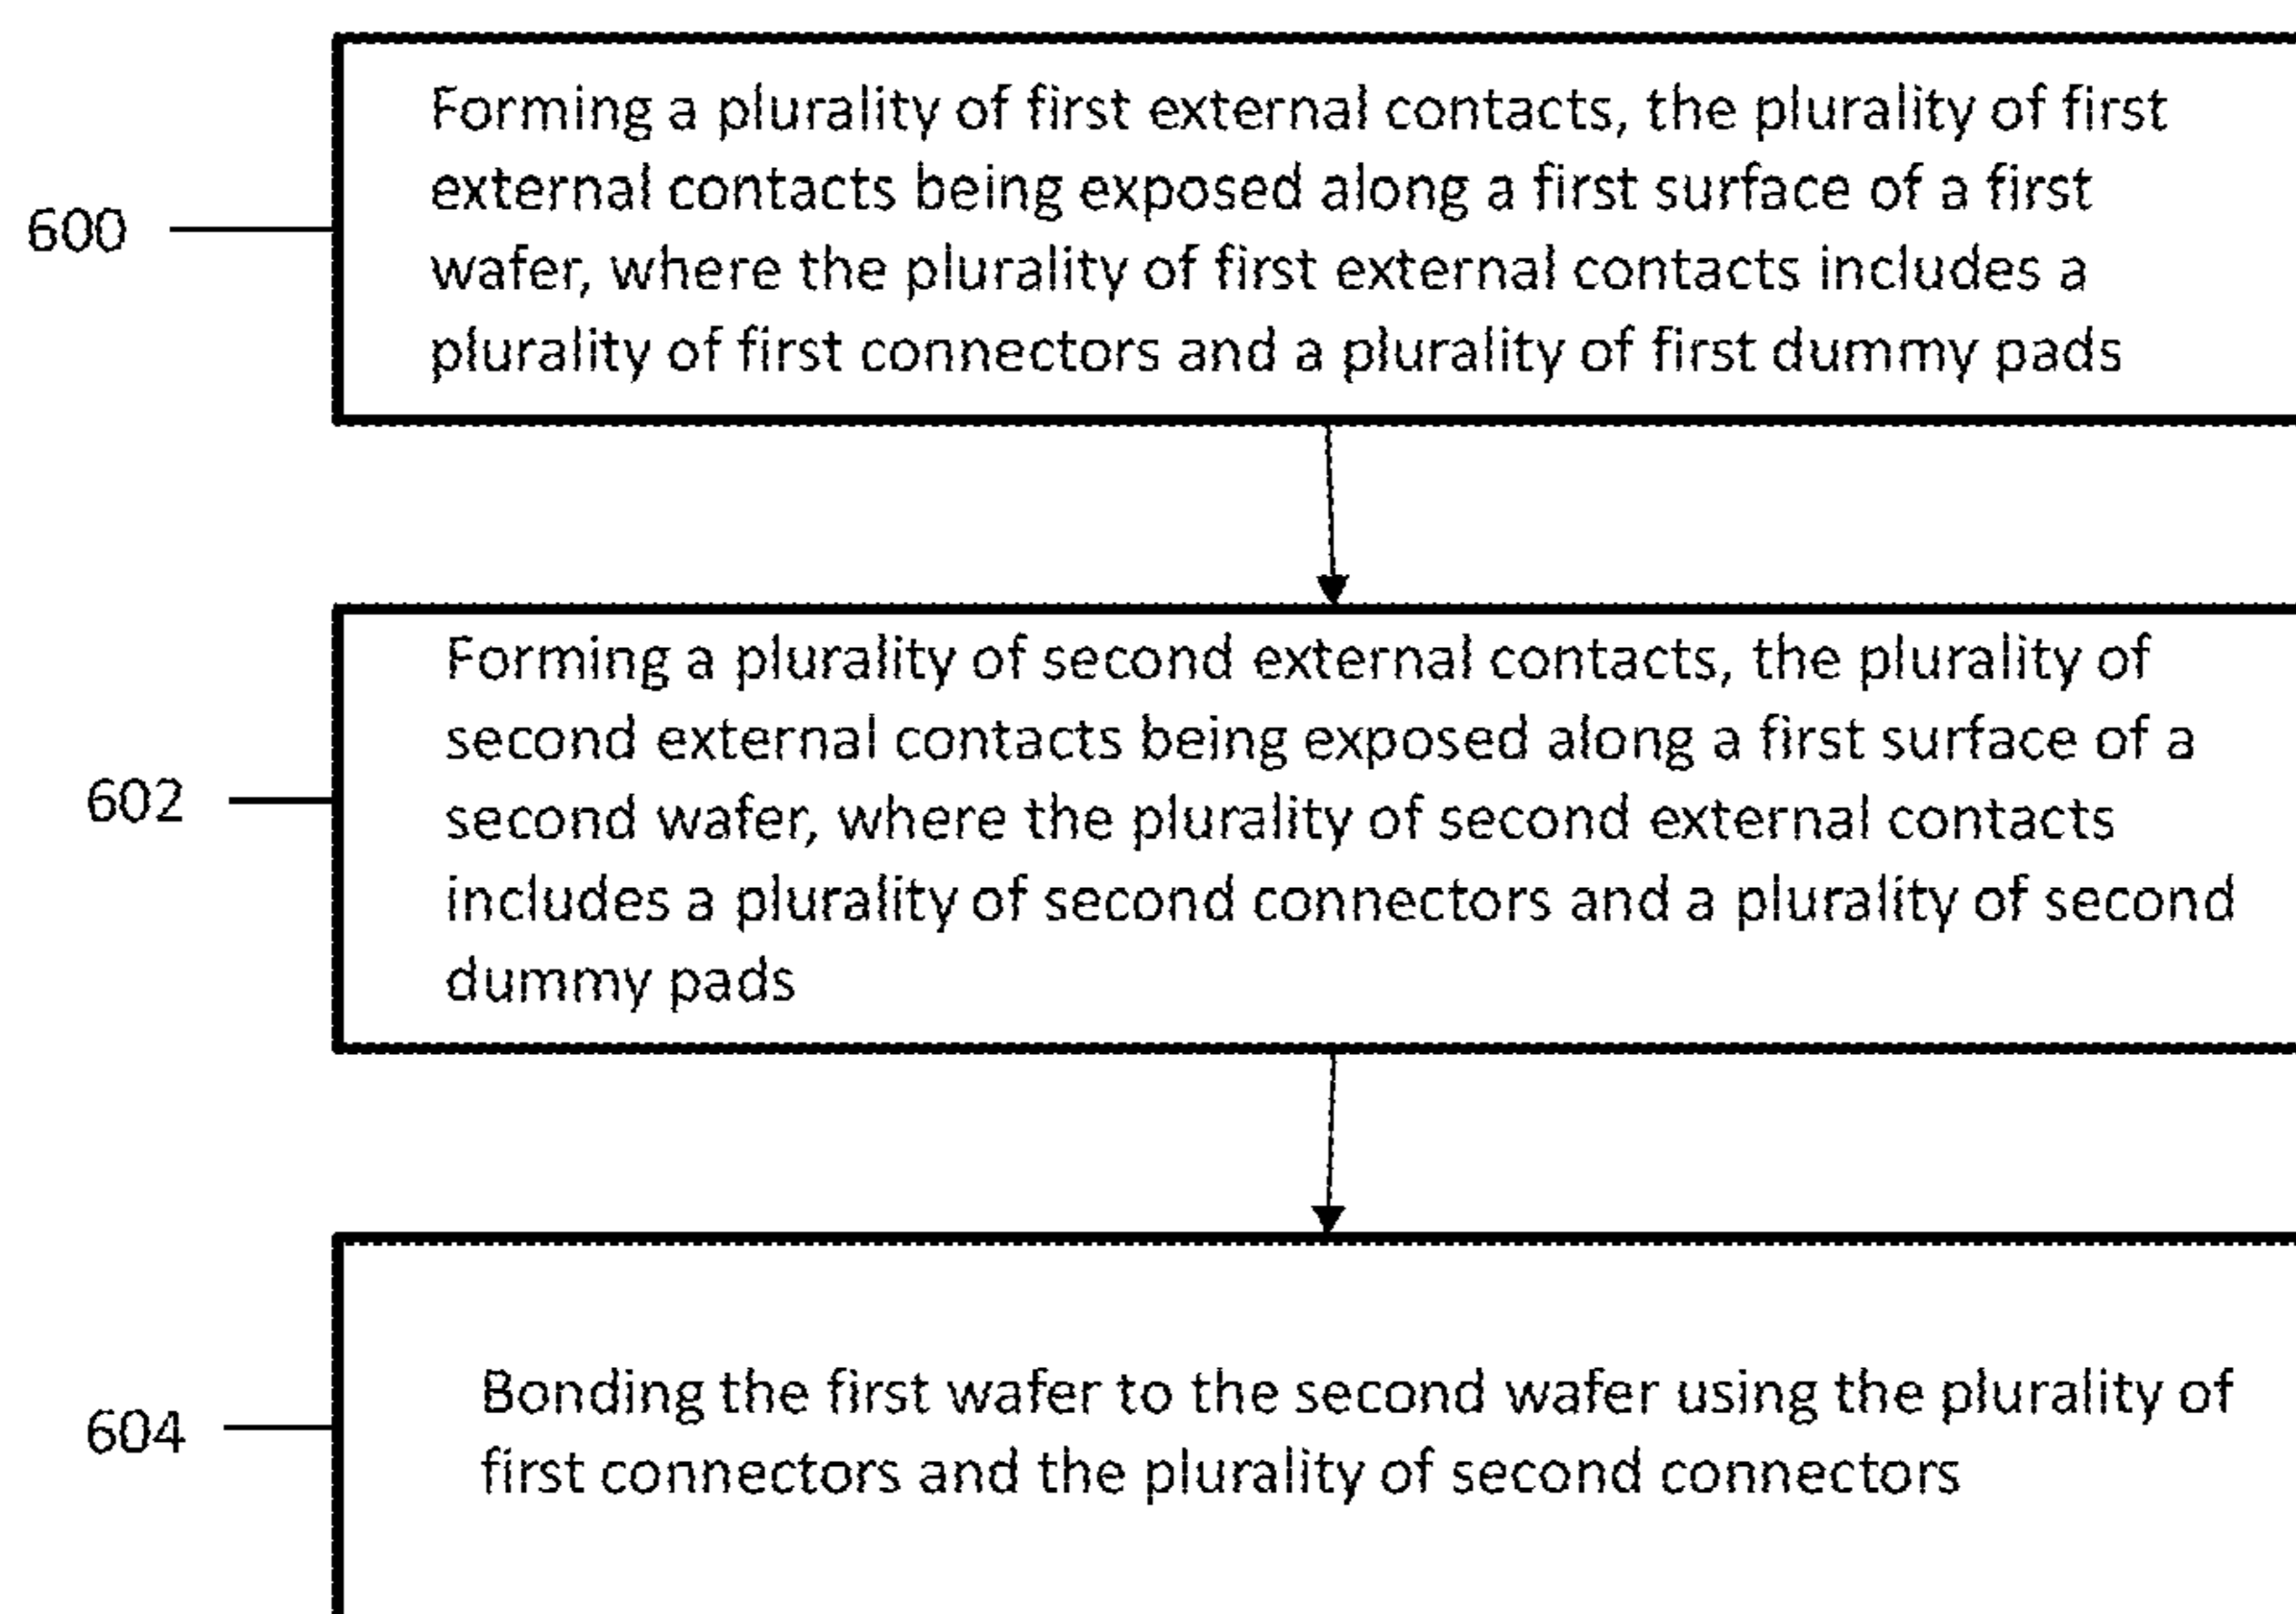 600
Forming a plurality of first external contacts, the plurality of first
external contacts being exposed along a first surface of a first
wafer, where the plurality of first external contacts includes a
plurality of first connectors and a plurality of first dummy pads
602
Forming a plurality of second external contacts, the plurality of
second external contacts being exposed along a first surface of a
second wafer, where the plurality of second external contacts
includes a plurality of second connectors and a plurality of second
dummy pads
604
Bonding the first wafer to the second wafer using the plurality of
first connectors and the plurality of second connectors